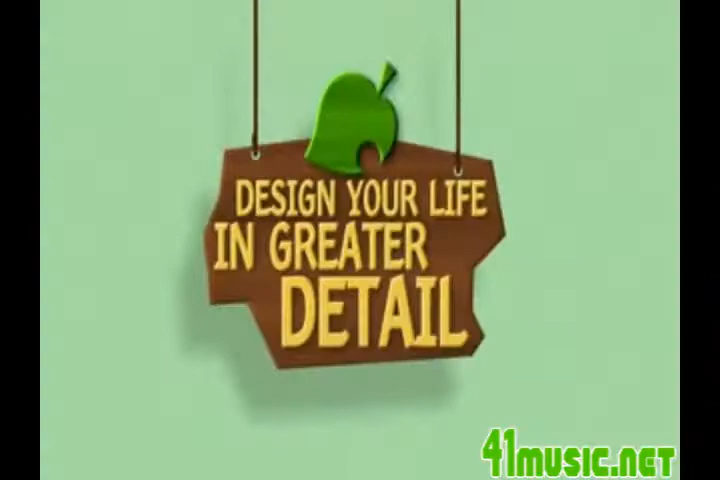 DESIGN YOUR LIFE
IN GREATER
DETAIL
41MUSIC.NET